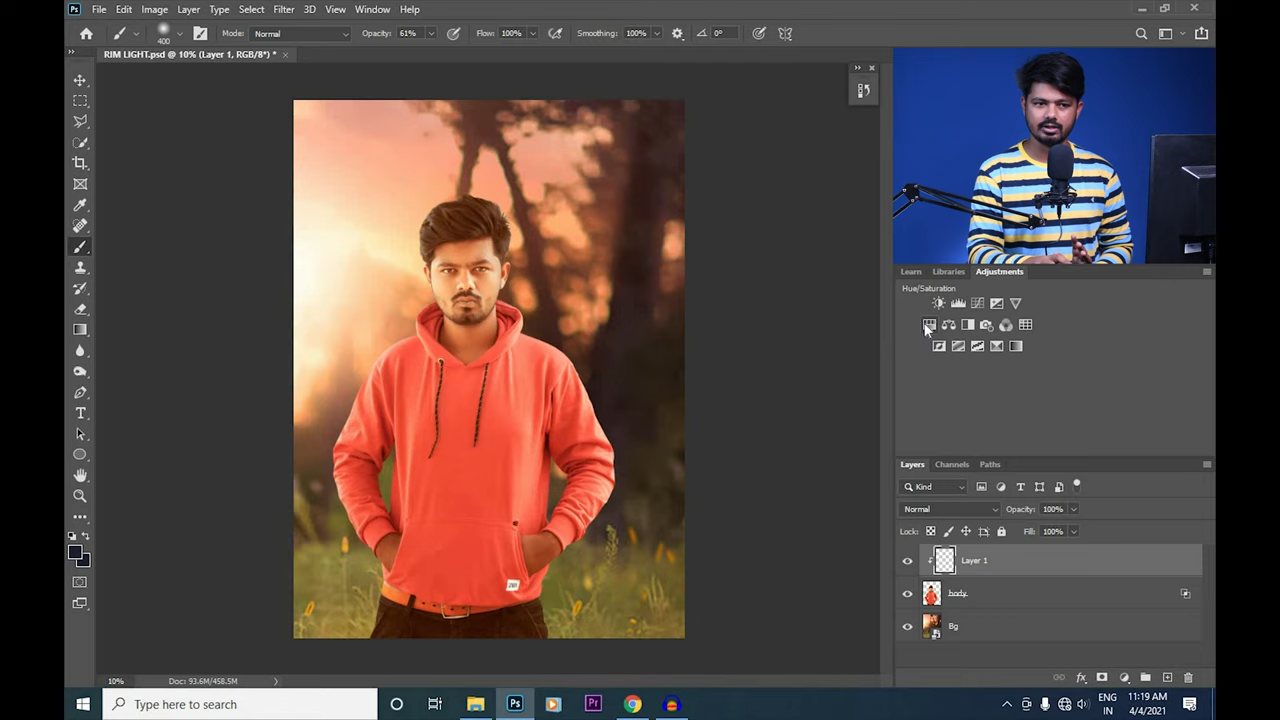 Ps File Edit Image Layer Type Select Filter 3D View Window Help
400 Mode: Normal Opacity: 61% Flow: 100% Smoothing: 100% 0°
RIM LIGHT.psd @ 10% (Layer 1, RGB/8*) *
Learn Libraries Adjustments
Hue/Saturation
Layers Channels Paths
Kind
Normal Opacity: 100%
Lock: Fill: 100%
Layer 1
body
Bg
10% Doc: 93.6M/458.5M
Type here to search
Ps
Pr
ENG
IN
11:19 AM
4/4/2021